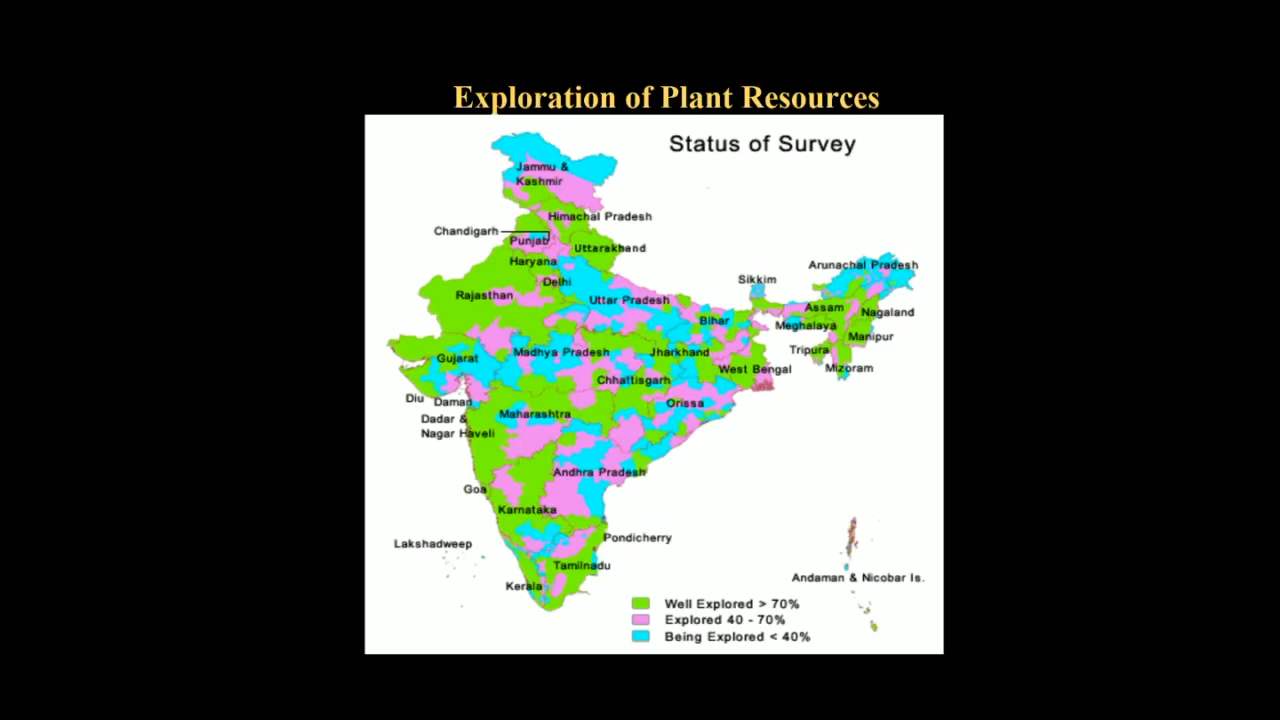 Exploration of Plant Resources
Status of Survey
Jammu &
Kashmir
Himachal Pradesh
Chandigarh
Punjab
Uttarakhand
Haryana
Delhi
Rajasthan
Uttar Pradesh
Sikkim
Arunachal Pradesh
Assam
Nagaland
Bihar
Meghalaya
Manipur
Gujarat
Madhya Pradesh
Jharkhand
Tripura
West Bengal
Mizoram
Chhattisgarh
Diu
Daman
Orissa
Dadar &
Nagar Haveli
Maharashtra
Andhra Pradesh
Goa
Karnataka
Pondicherry
Lakshadweep
Tamilnadu
Andaman & Nicobar Is.
Kerala
Well Explored > 70%
Explored 40 - 70%
Being Explored < 40%